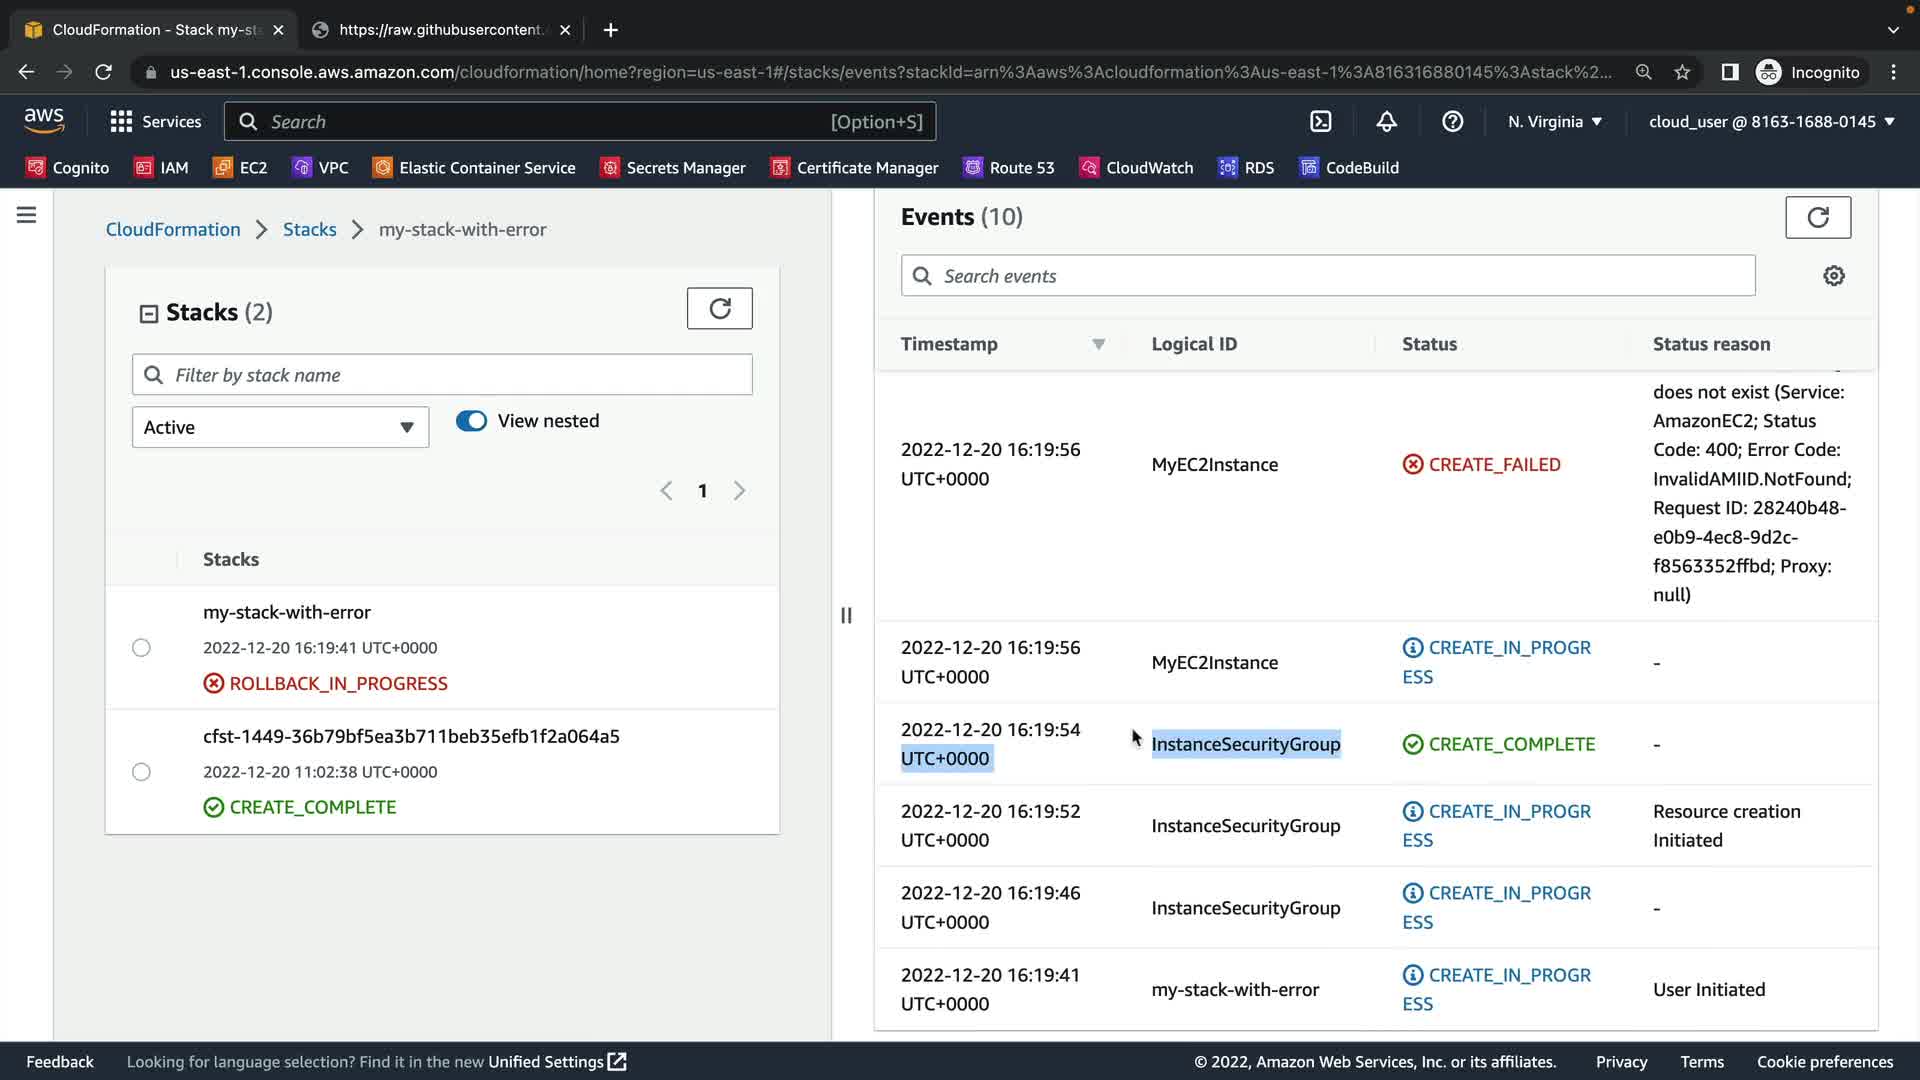 CloudFormation - Stack my-st
https://raw.githubusercontent.
us-east-1.console.aws.amazon.com/cloudformation/home?region=us-east-1#/stacks/events?stackId=arn%3Aaws%3Acloudformation%3Aus-east-1%3A816316880145%3Astack%2...
Incognito
aws
Services
Search
[Option+S]
N. Virginia
cloud_user @ 8163-1688-0145
Cognito
IAM
EC2
VPC
Elastic Container Service
Secrets Manager
Certificate Manager
Route 53
CloudWatch
RDS
CodeBuild
CloudFormation
Stacks
my-stack-with-error
Stacks (2)
Filter by stack name
Active
View nested
1
Stacks
my-stack-with-error
2022-12-20 16:19:41 UTC+0000
ROLLBACK_IN_PROGRESS
cfst-1449-36b79bf5ea3b711beb35efb1f2a064a5
2022-12-20 11:02:38 UTC+0000
CREATE_COMPLETE
Events (10)
Search events
Timestamp
Logical ID
Status
Status reason
2022-12-20 16:19:56
UTC+0000
MyEC2Instance
CREATE_FAILED
does not exist (Service:
AmazonEC2; Status
Code: 400; Error Code:
InvalidAMIID.NotFound;
Request ID: 28240b48-
e0b9-4ec8-9d2c-
f8563352ffbd; Proxy:
null)
2022-12-20 16:19:56
UTC+0000
MyEC2Instance
CREATE_IN_PROGR
ESS
-
2022-12-20 16:19:54
UTC+0000
InstanceSecurityGroup
CREATE_COMPLETE
-
2022-12-20 16:19:52
UTC+0000
InstanceSecurityGroup
CREATE_IN_PROGR
ESS
Resource creation
Initiated
2022-12-20 16:19:46
UTC+0000
InstanceSecurityGroup
CREATE_IN_PROGR
ESS
-
2022-12-20 16:19:41
UTC+0000
my-stack-with-error
CREATE_IN_PROGR
ESS
User Initiated
Feedback
Looking for language selection? Find it in the new Unified Settings
© 2022, Amazon Web Services, Inc. or its affiliates.
Privacy
Terms
Cookie preferences